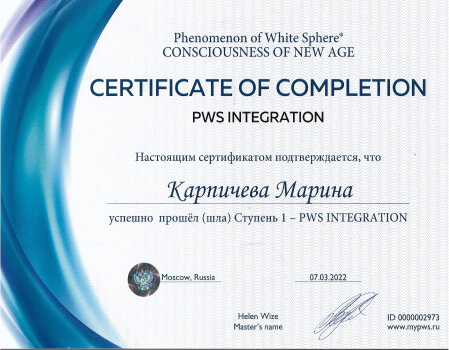 Phenomenon of White Sphere®
CONSCIOUSNESS OF NEW AGE
CERTIFICATE OF COMPLETION
PWS INTEGRATION
Настоящим сертификатом подтверждается, что
Карпичева Марина
успешно прошёл (шла) Ступень 1 – PWS INTEGRATION
Moscow, Russia
07.03.2022
Helen Wize
Master's name
ID 0000002973
www.mypws.ru